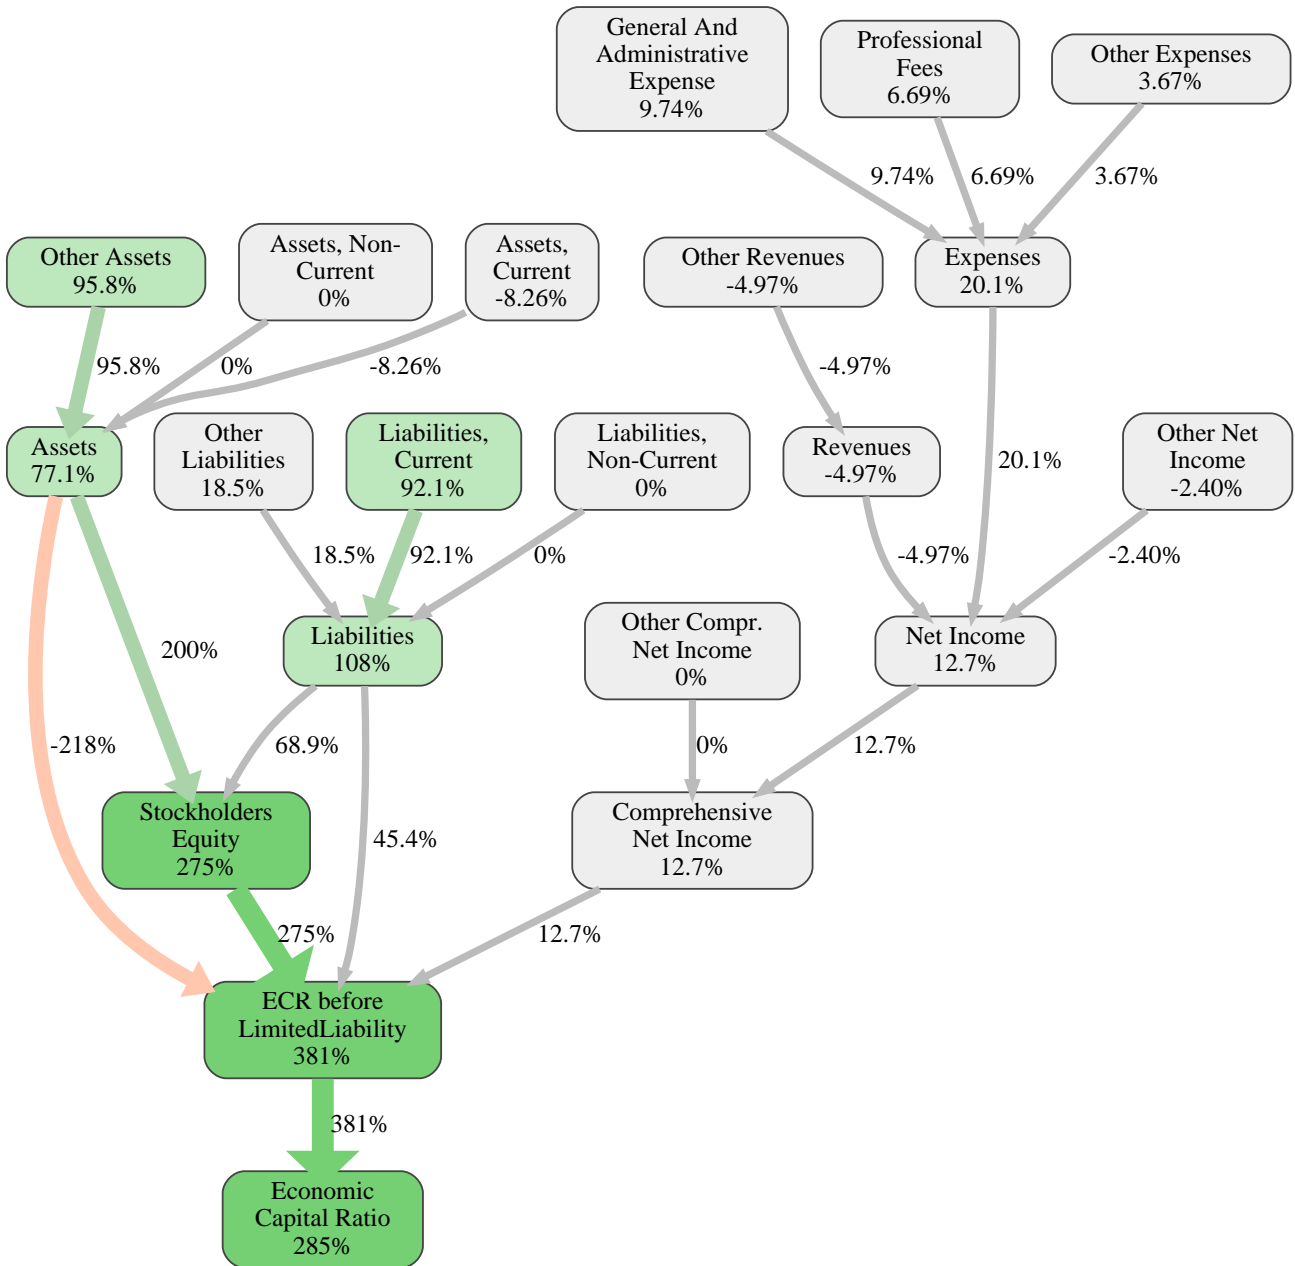 General And
Administrative
Expense
9.74%
Professional
Fees
6.69%
Other Expenses
3.67%
9.74%
6.69%
3.67%
Other Assets
95.8%
Assets, Non-
Current
0%
Assets,
Current
-8.26%
Other Revenues
-4.97%
Expenses
20.1%
95.8%
0%
-8.26%
-4.97%
20.1%
Assets
77.1%
Other
Liabilities
18.5%
Liabilities,
Current
92.1%
Liabilities,
Non-Current
0%
Revenues
-4.97%
Other Net
Income
-2.40%
18.5%
92.1%
0%
-4.97%
-2.40%
200%
Liabilities
108%
Other Compr.
Net Income
0%
Net Income
12.7%
-218%
68.9%
0%
12.7%
Stockholders
Equity
275%
45.4%
Comprehensive
Net Income
12.7%
275%
12.7%
ECR before
LimitedLiability
381%
381%
Economic
Capital Ratio
285%